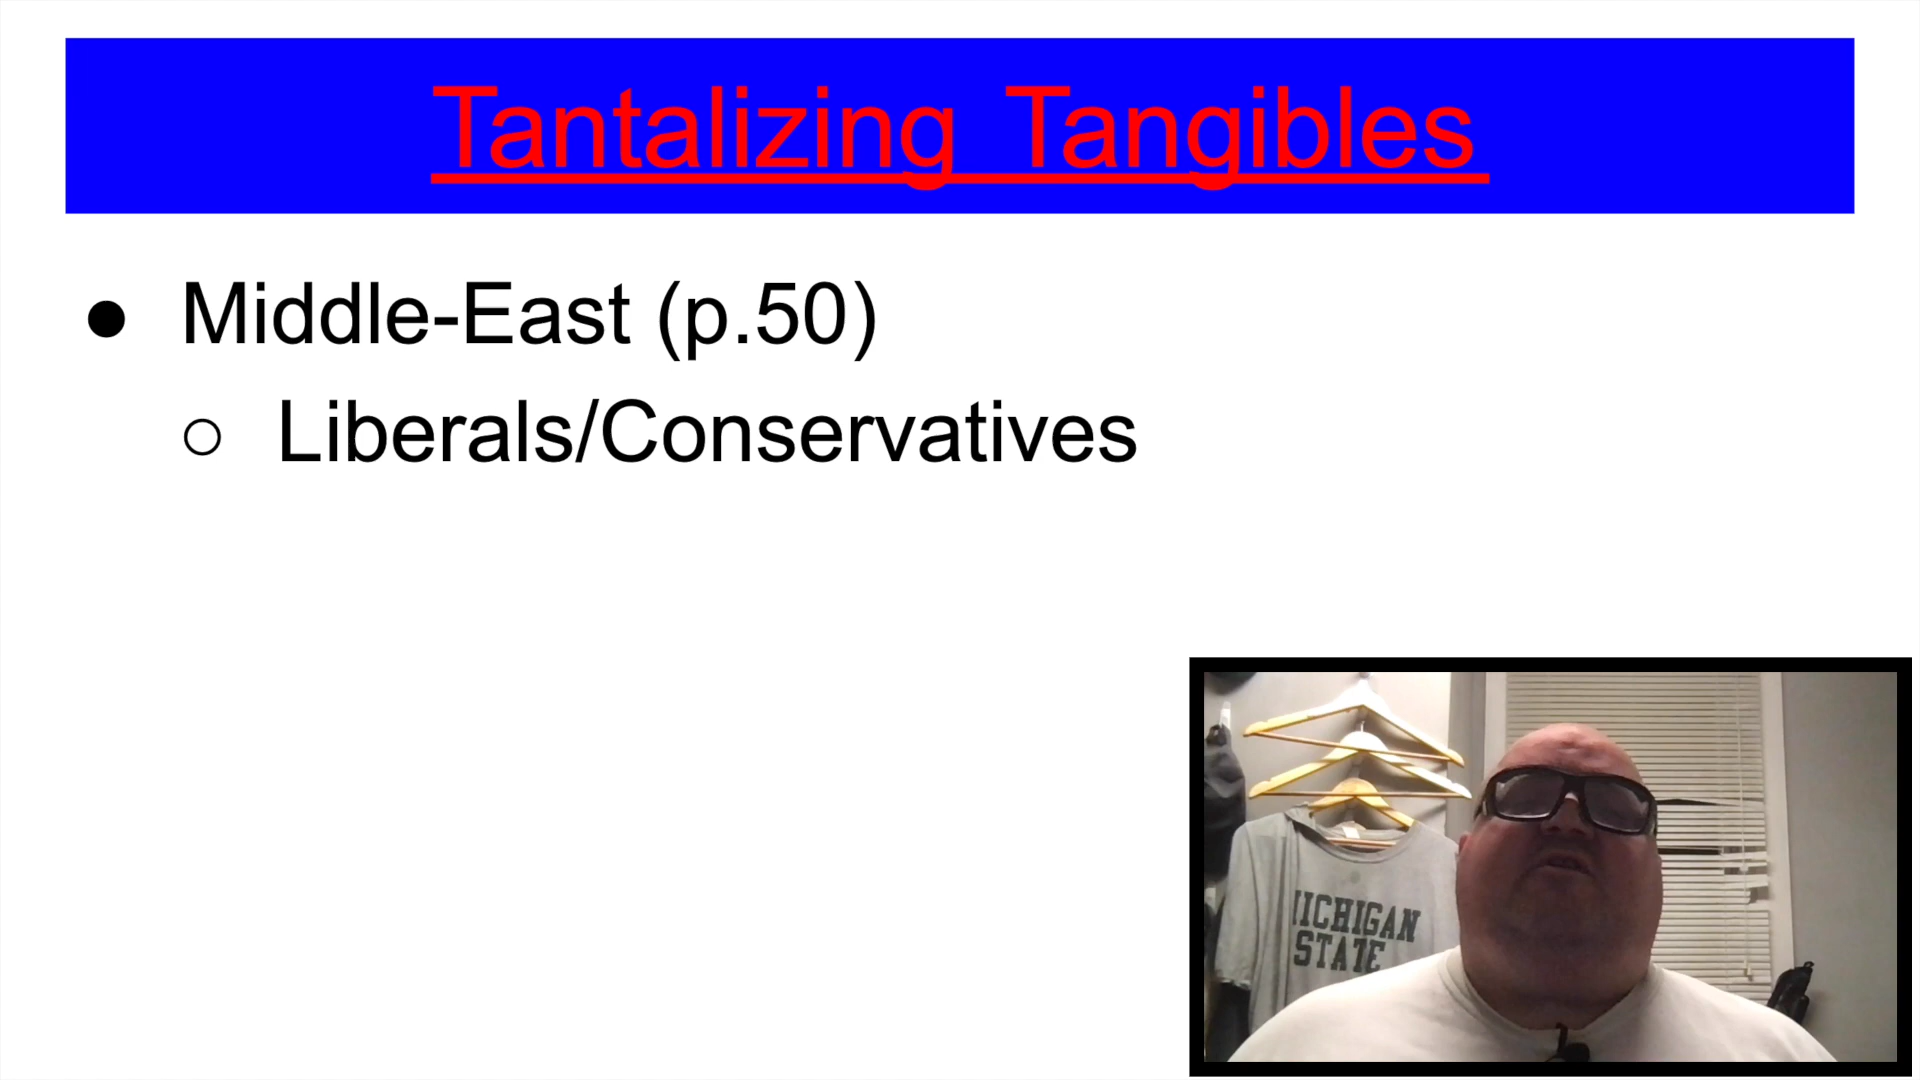 Tantalizing Tangibles
● Middle-East (p.50)
○ Liberals/Conservatives
MICHIGAN
STATE